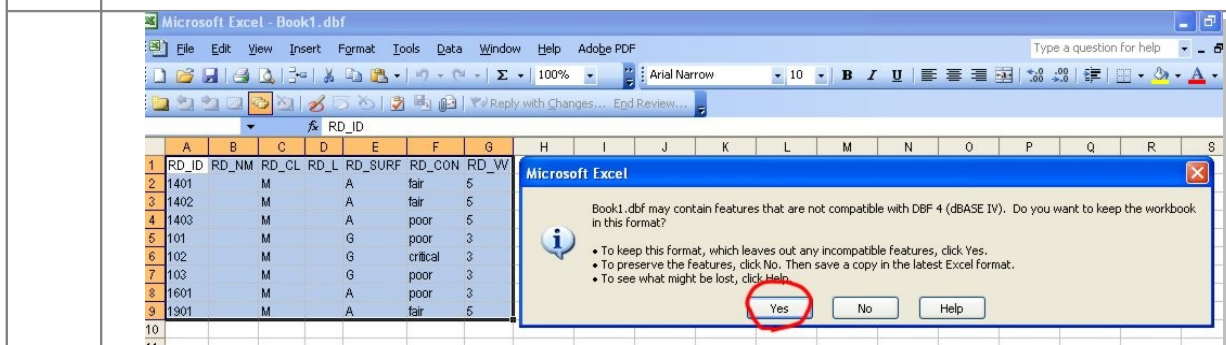 Microsoft Excel - Book1.dbf
File Edit View Insert Format Tools Data Window Help Adobe PDF Type a question for help
Σ 100% Arial Narrow 10 B I U A
Reply with Changes... End Review...
fx RD_ID
A B C D E F G H I J K L M N O P Q R S
1 RD_ID RD_NM RD_CL RD_L RD_SURF RD_CON RD_W
2 1401 M A fair 5
3 1402 M A fair 5
4 1403 M A poor 5
5 101 M G poor 3
6 102 M G critical 3
7 103 M G poor 3
8 1601 M A poor 3
9 1901 M A fair 5
10
Microsoft Excel
Book1.dbf may contain features that are not compatible with DBF 4 (dBASE IV). Do you want to keep the workbook
in this format?
• To keep this format, which leaves out any incompatible features, click Yes.
• To preserve the features, click No. Then save a copy in the latest Excel format.
• To see what might be lost, click Help.
Yes No Help